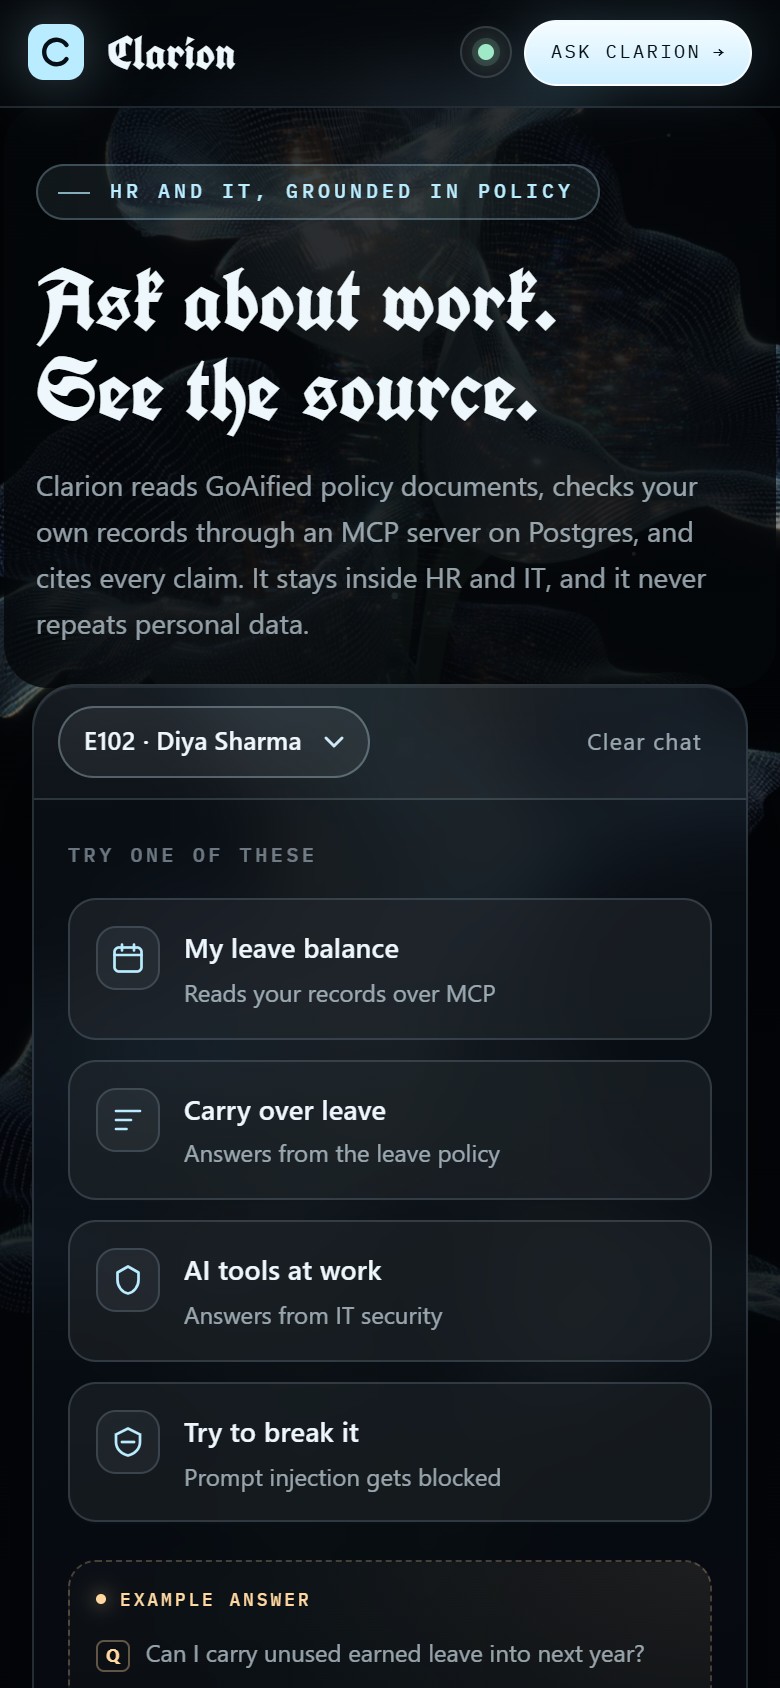 C Clarion
ASK CLARION →
HR AND IT, GROUNDED IN POLICY
Ask about work.
See the source.
Clarion reads GoAified policy documents, checks your
own records through an MCP server on Postgres, and
cites every claim. It stays inside HR and IT, and it never
repeats personal data.
E102 · Diya Sharma
Clear chat
TRY ONE OF THESE
My leave balance
Reads your records over MCP
Carry over leave
Answers from the leave policy
AI tools at work
Answers from IT security
Try to break it
Prompt injection gets blocked
EXAMPLE ANSWER
Q Can I carry unused earned leave into next year?